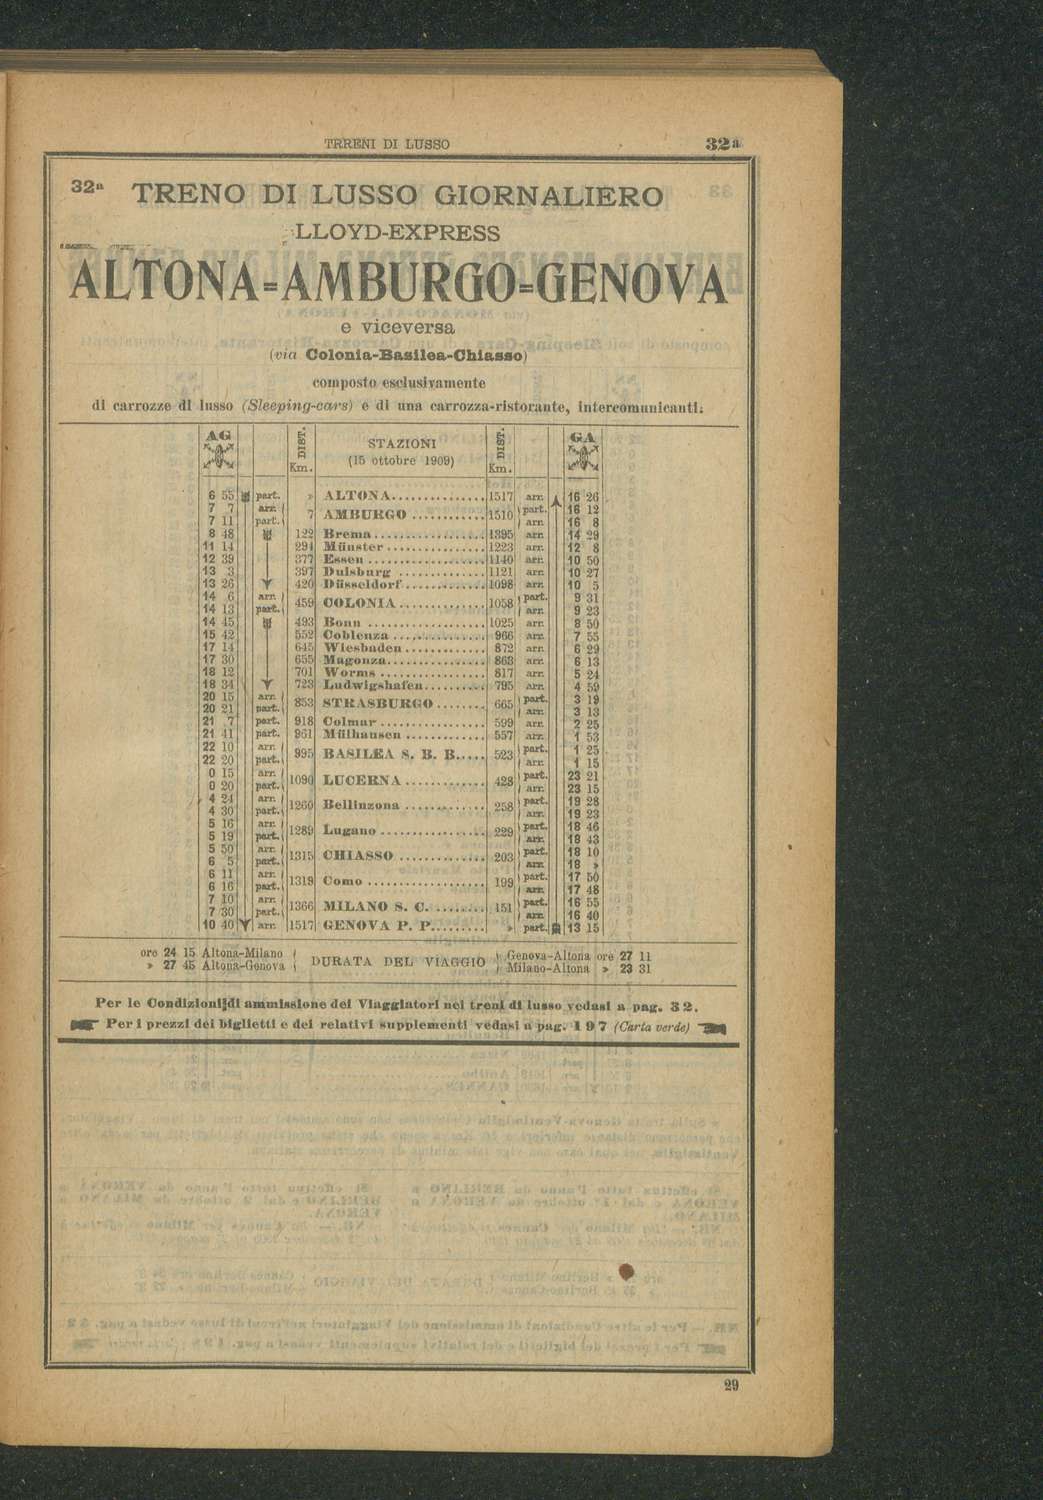 TRRENI DI LUSSO 32ª
32ª TRENO DI LUSSO GIORNALIERO
LLOYD-EXPRESS
ALTONA-AMBURGO-GENOVA
e viceversa
(via Colonia-Basilea-Chiasso)
composto esclusivamente
di carrozze di lusso (Sleeping-cars) e di una carrozza-ristorante, intercomunicanti.
AG DIST. Km. STAZIONI (15 ottobre 1909) DIST. Km. GA
6 55 part. » ALTONA 1517 arr. 16 26
7 7 arr. 7 AMBURGO 1510 part. 16 12
7 11 part. arr. 16 8
8 48 122 Brema 1395 arr. 14 29
11 14 294 Münster 1223 arr. 12 8
12 39 377 Essen 1140 arr. 10 50
13 3 397 Duisburg 1121 arr. 10 27
13 26 420 Düsseldorf 1098 arr. 10 5
14 6 arr. 459 COLONIA 1058 part. 9 31
14 13 part. arr. 9 23
14 45 493 Bonn 1025 arr. 8 50
15 42 552 Coblenza 966 arr. 7 55
17 14 645 Wiesbaden 872 arr. 6 29
17 30 655 Magonza 863 arr. 6 13
18 12 701 Worms 817 arr. 5 24
18 34 723 Ludwigshafen 795 arr. 4 59
20 15 arr. 853 STRASBURGO 665 part. 3 19
20 21 part. arr. 3 13
21 7 part. 918 Colmar 599 arr. 2 25
21 41 part. 961 Mülhausen 557 arr. 1 53
22 10 arr. 995 BASILEA S. B. B. 523 part. 1 25
22 20 part. arr. 1 15
0 15 arr. 1090 LUCERNA 428 part. 23 21
0 20 part. arr. 23 15
4 24 arr. 1260 Bellinzona 258 part. 19 28
4 30 part. arr. 19 23
5 16 arr. 1289 Lugano 229 part. 18 46
5 19 part. arr. 18 43
5 50 arr. 1315 CHIASSO 203 part. 18 10
6 5 part. arr. 18 »
6 11 arr. 1319 Como 199 part. 17 50
6 16 part. arr. 17 48
7 10 arr. 1366 MILANO S. C. 151 part. 16 55
7 30 part. arr. 16 40
10 40 arr. 1517 GENOVA P. P. » part. 13 15
ore 24 15 Altona-Milano DURATA DEL VIAGGIO Genova-Altona ore 27 11
» 27 45 Altona-Genova Milano-Altona » 23 31
Per le Condizioni di ammissione dei Viaggiatori nei treni di lusso vedasi a pag. 32.
Per i prezzi dei biglietti e dei relativi supplementi vedasi a pag. 197 (Carta verde)
29